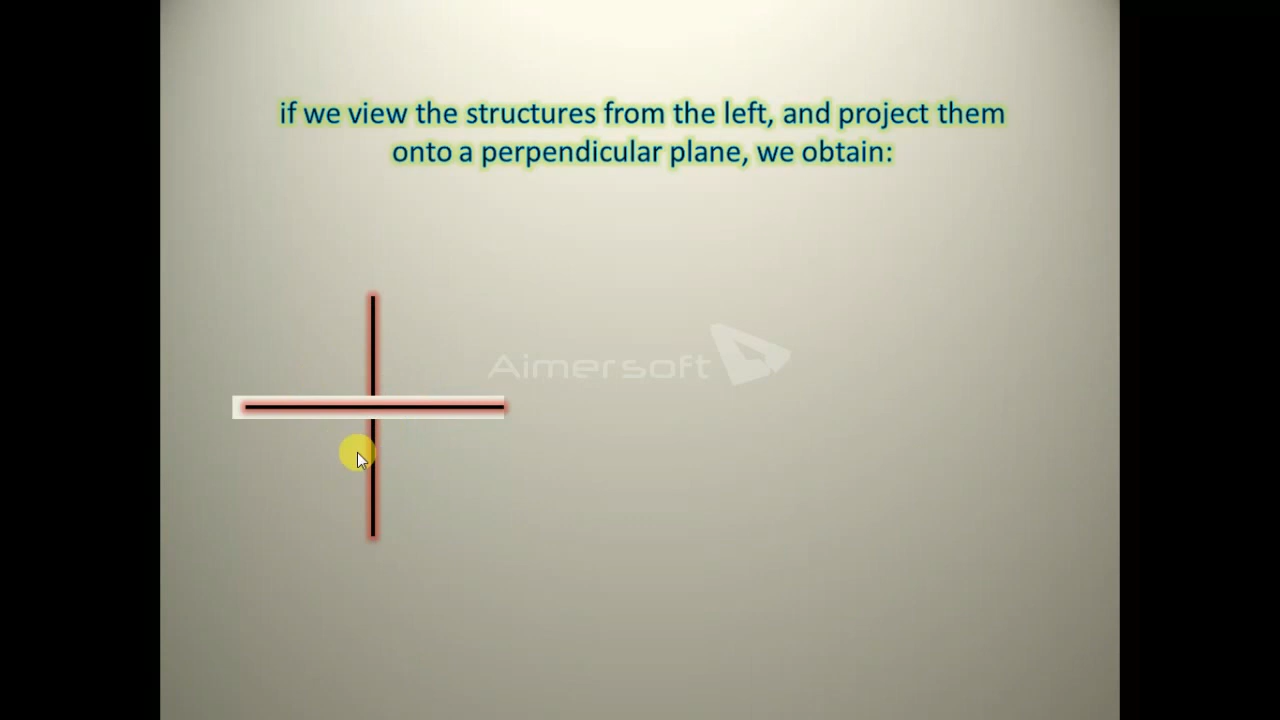 if we view the structures from the left, and project them
onto a perpendicular plane, we obtain:
Aimersoft